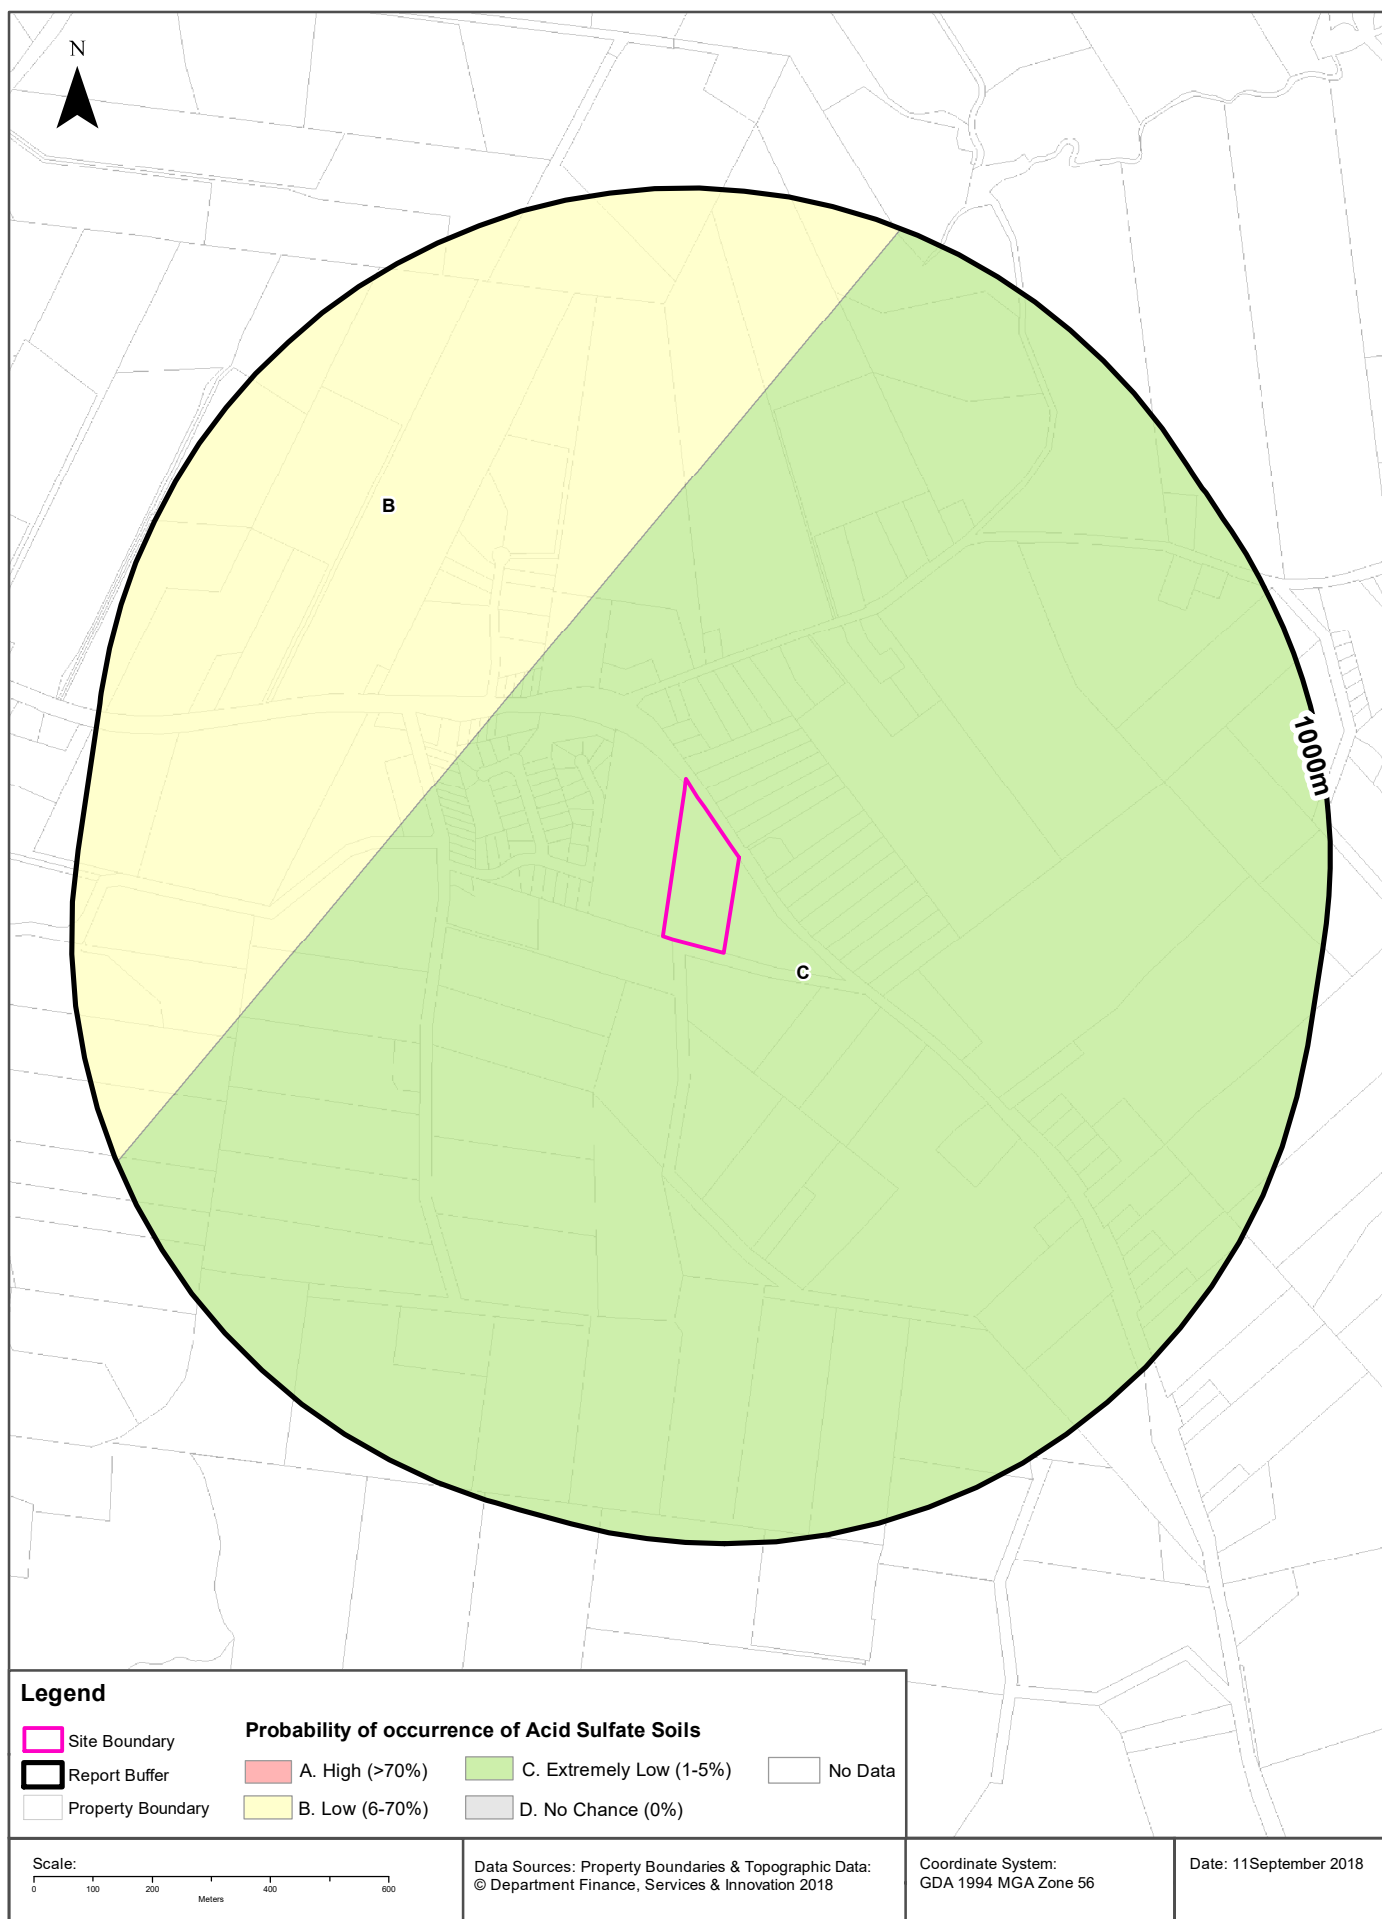 N
B
1000m
C
Legend
Site Boundary
Report Buffer
Property Boundary
Probability of occurrence of Acid Sulfate Soils
A. High (>70%)
B. Low (6-70%)
C. Extremely Low (1-5%)
D. No Chance (0%)
No Data
Scale:
0 100 200 400 600
Meters
Data Sources: Property Boundaries & Topographic Data:
© Department Finance, Services & Innovation 2018
Coordinate System:
GDA 1994 MGA Zone 56
Date: 11September 2018